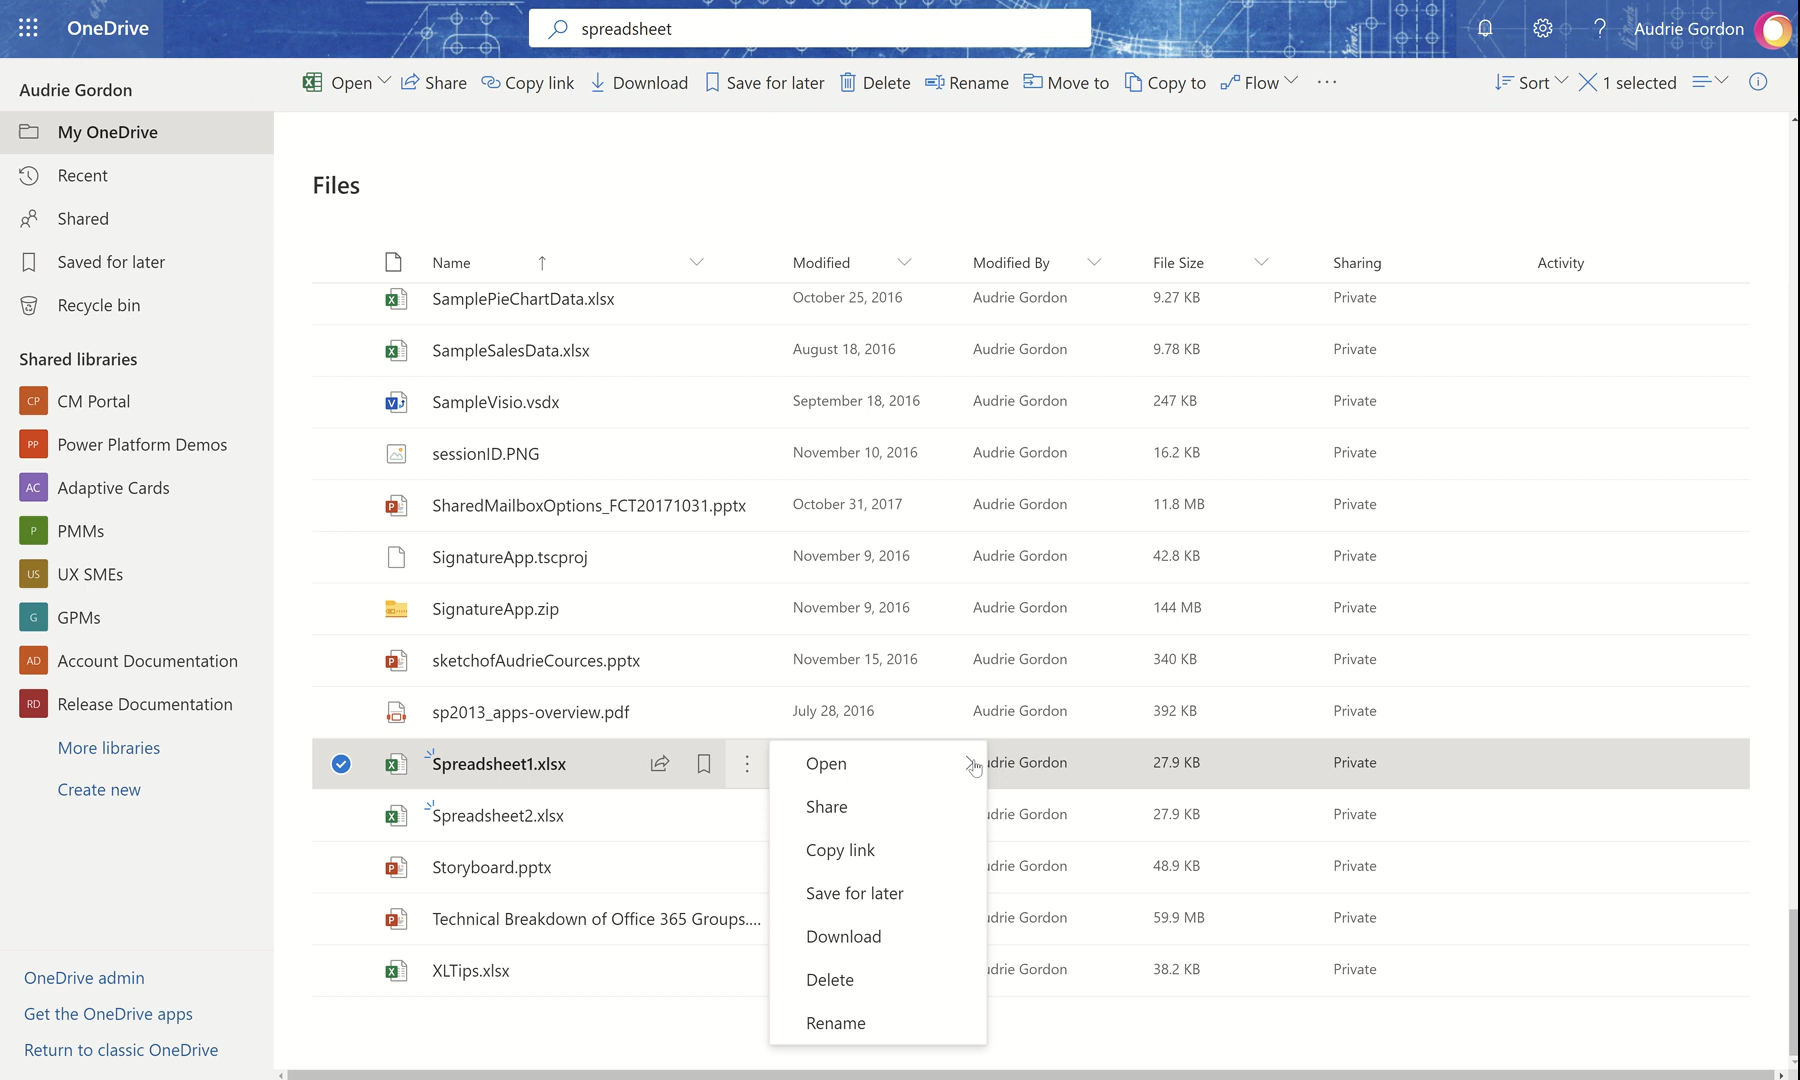 OneDrive
spreadsheet
Audrie Gordon
Audrie Gordon
Open Share Copy link Download Save for later Delete Rename Move to Copy to Flow ... Sort 1 selected
My OneDrive
Recent
Shared
Saved for later
Recycle bin
Shared libraries
CP CM Portal
PP Power Platform Demos
AC Adaptive Cards
P PMMs
US UX SMEs
G GPMs
AD Account Documentation
RD Release Documentation
More libraries
Create new
OneDrive admin
Get the OneDrive apps
Return to classic OneDrive
Files
Name Modified Modified By File Size Sharing Activity
SamplePieChartData.xlsx October 25, 2016 Audrie Gordon 9.27 KB Private
SampleSalesData.xlsx August 18, 2016 Audrie Gordon 9.78 KB Private
SampleVisio.vsdx September 18, 2016 Audrie Gordon 247 KB Private
sessionID.PNG November 10, 2016 Audrie Gordon 16.2 KB Private
SharedMailboxOptions_FCT20171031.pptx October 31, 2017 Audrie Gordon 11.8 MB Private
SignatureApp.tscproj November 9, 2016 Audrie Gordon 42.8 KB Private
SignatureApp.zip November 9, 2016 Audrie Gordon 144 MB Private
sketchofAudrieCources.pptx November 15, 2016 Audrie Gordon 340 KB Private
sp2013_apps-overview.pdf July 28, 2016 Audrie Gordon 392 KB Private
Spreadsheet1.xlsx drie Gordon 27.9 KB Private
Spreadsheet2.xlsx drie Gordon 27.9 KB Private
Storyboard.pptx drie Gordon 48.9 KB Private
Technical Breakdown of Office 365 Groups.... drie Gordon 59.9 MB Private
XLTips.xlsx drie Gordon 38.2 KB Private
Open
Share
Copy link
Save for later
Download
Delete
Rename